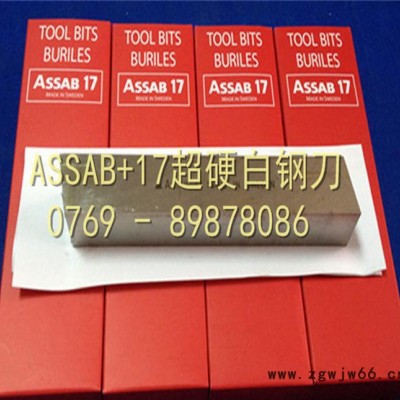 TOOL BITS
BURILES
ASSAB 17
MADE IN SWEDEN
TOOL BITS
BURILES
ASSAB 17
MADE IN SWEDEN
TOOL BITS
BURILES
ASSAB 17
MADE IN SWEDEN
TOOL BITS
BURILES
ASSAB 17
MADE IN SWEDEN
ASSAB+17超硬白钢刀
0769 - 89878086
www.zgwjw66.c